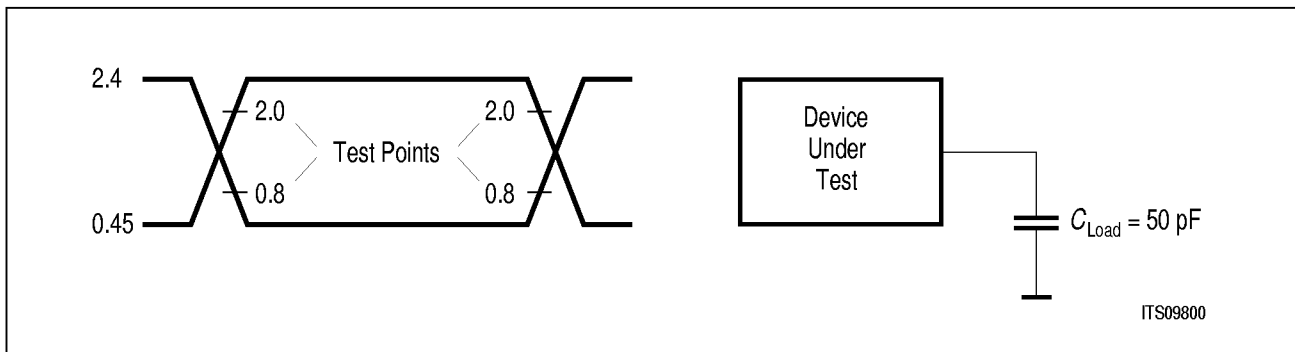 2.4
2.0
2.0
Test Points
0.8
0.8
0.45
Device
Under
Test
C Load = 50 pF
ITS09800